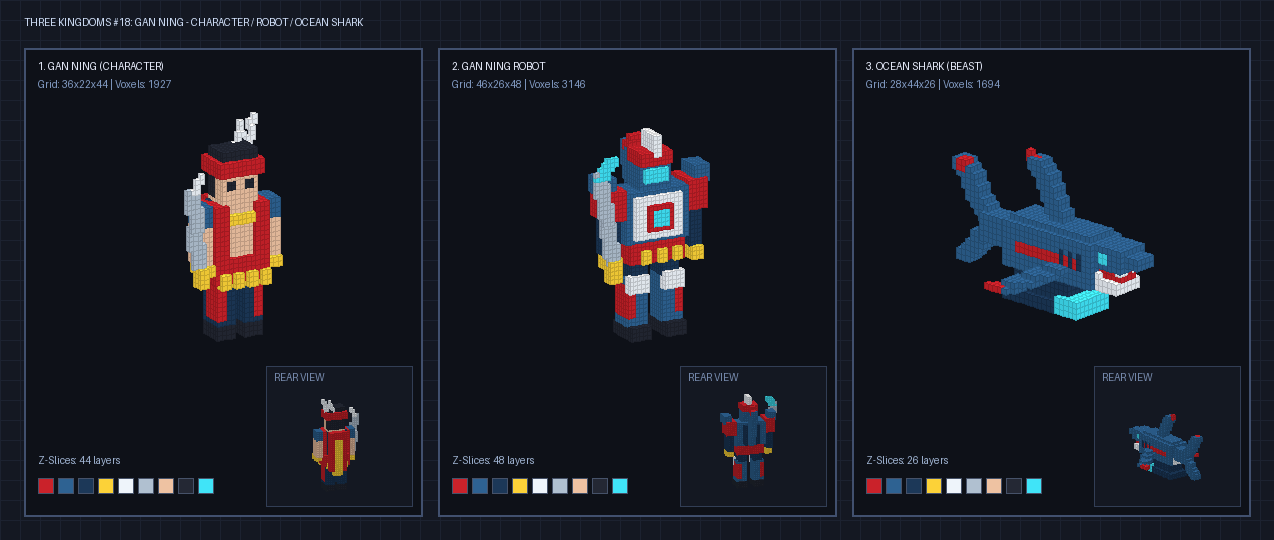 THREE KINGDOMS #18: GAN NING - CHARACTER / ROBOT / OCEAN SHARK
1. GAN NING (CHARACTER)
Grid: 36x22x44 | Voxels: 1927
REAR VIEW
Z-Slices: 44 layers
2. GAN NING ROBOT
Grid: 46x26x48 | Voxels: 3146
REAR VIEW
Z-Slices: 48 layers
3. OCEAN SHARK (BEAST)
Grid: 28x44x26 | Voxels: 1694
REAR VIEW
Z-Slices: 26 layers